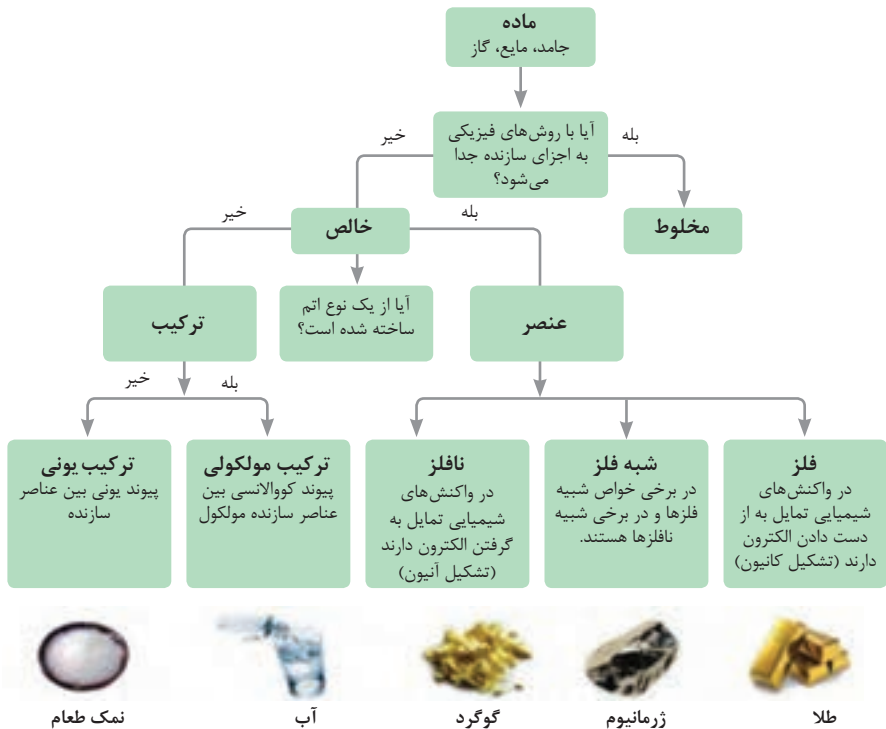 ماده
جامد، مایع، گاز
آیا با روش‌های فیزیکی
به اجزای سازنده جدا
می‌شود؟
بله
خیر
مخلوط
خالص
بله
خیر
عنصر
آیا از یک نوع اتم
ساخته شده است؟
ترکیب
بله
خیر
فلز
در واکنش‌های
شیمیایی تمایل به از
دست دادن الکترون
دارند (تشکیل کانیون)
شبه فلز
در برخی خواص شبیه
فلزها و در برخی شبیه
نافلزها هستند.
نافلز
در واکنش‌های
شیمیایی تمایل به
گرفتن الکترون دارند
(تشکیل آنیون)
ترکیب مولکولی
پیوند کووالانسی بین
عناصر سازنده مولکول
ترکیب یونی
پیوند یونی بین عناصر
سازنده
طلا
ژرمانیوم
گوگرد
آب
نمک طعام